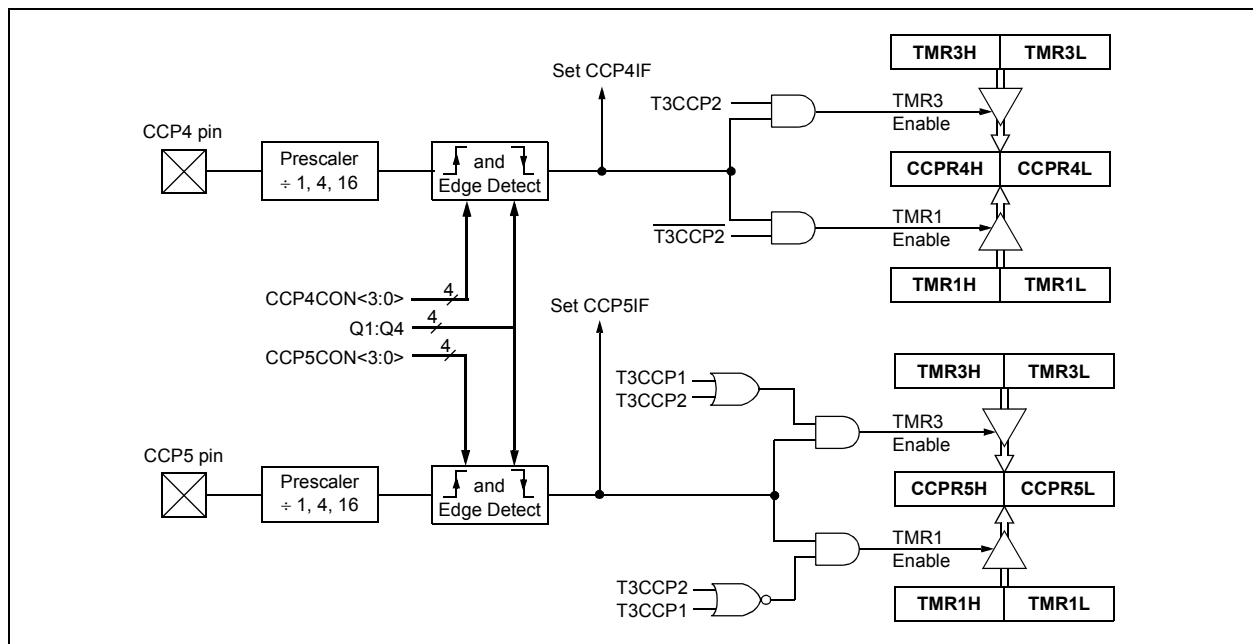 TMR3H TMR3L
Set CCP4IF
T3CCP2
TMR3
Enable
CCP4 pin
Prescaler
÷ 1, 4, 16
and
Edge Detect
CCPR4H CCPR4L
T3CCP2
TMR1
Enable
TMR1H TMR1L
CCP4CON<3:0>
4
Q1:Q4
4
CCP5CON<3:0>
4
Set CCP5IF
TMR3H TMR3L
T3CCP1
T3CCP2
TMR3
Enable
CCP5 pin
Prescaler
÷ 1, 4, 16
and
Edge Detect
CCPR5H CCPR5L
TMR1
Enable
T3CCP2
T3CCP1
TMR1H TMR1L